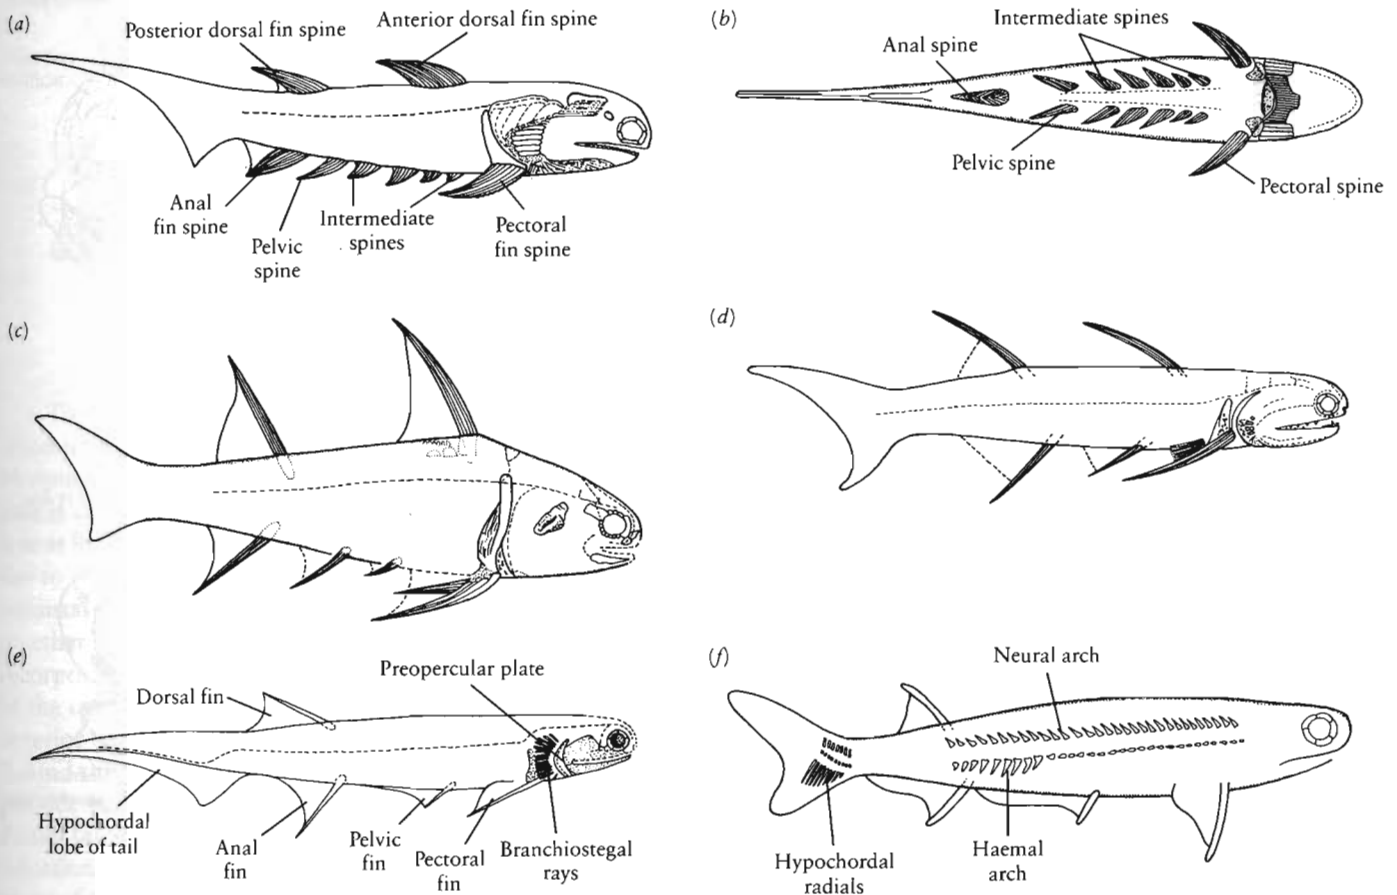 (a)
Posterior dorsal fin spine
Anterior dorsal fin spine
Anal
fin spine
Pelvic
spine
Intermediate
spines
Pectoral
fin spine
(b)
Intermediate spines
Anal spine
Pelvic spine
Pectoral spine
(c)
(d)
(e)
Preopercular plate
Dorsal fin
Hypochordal
lobe of tail
Anal
fin
Pelvic
fin
Pectoral
fin
Branchiostegal
rays
(f)
Neural arch
Hypochordal
radials
Haemal
arch